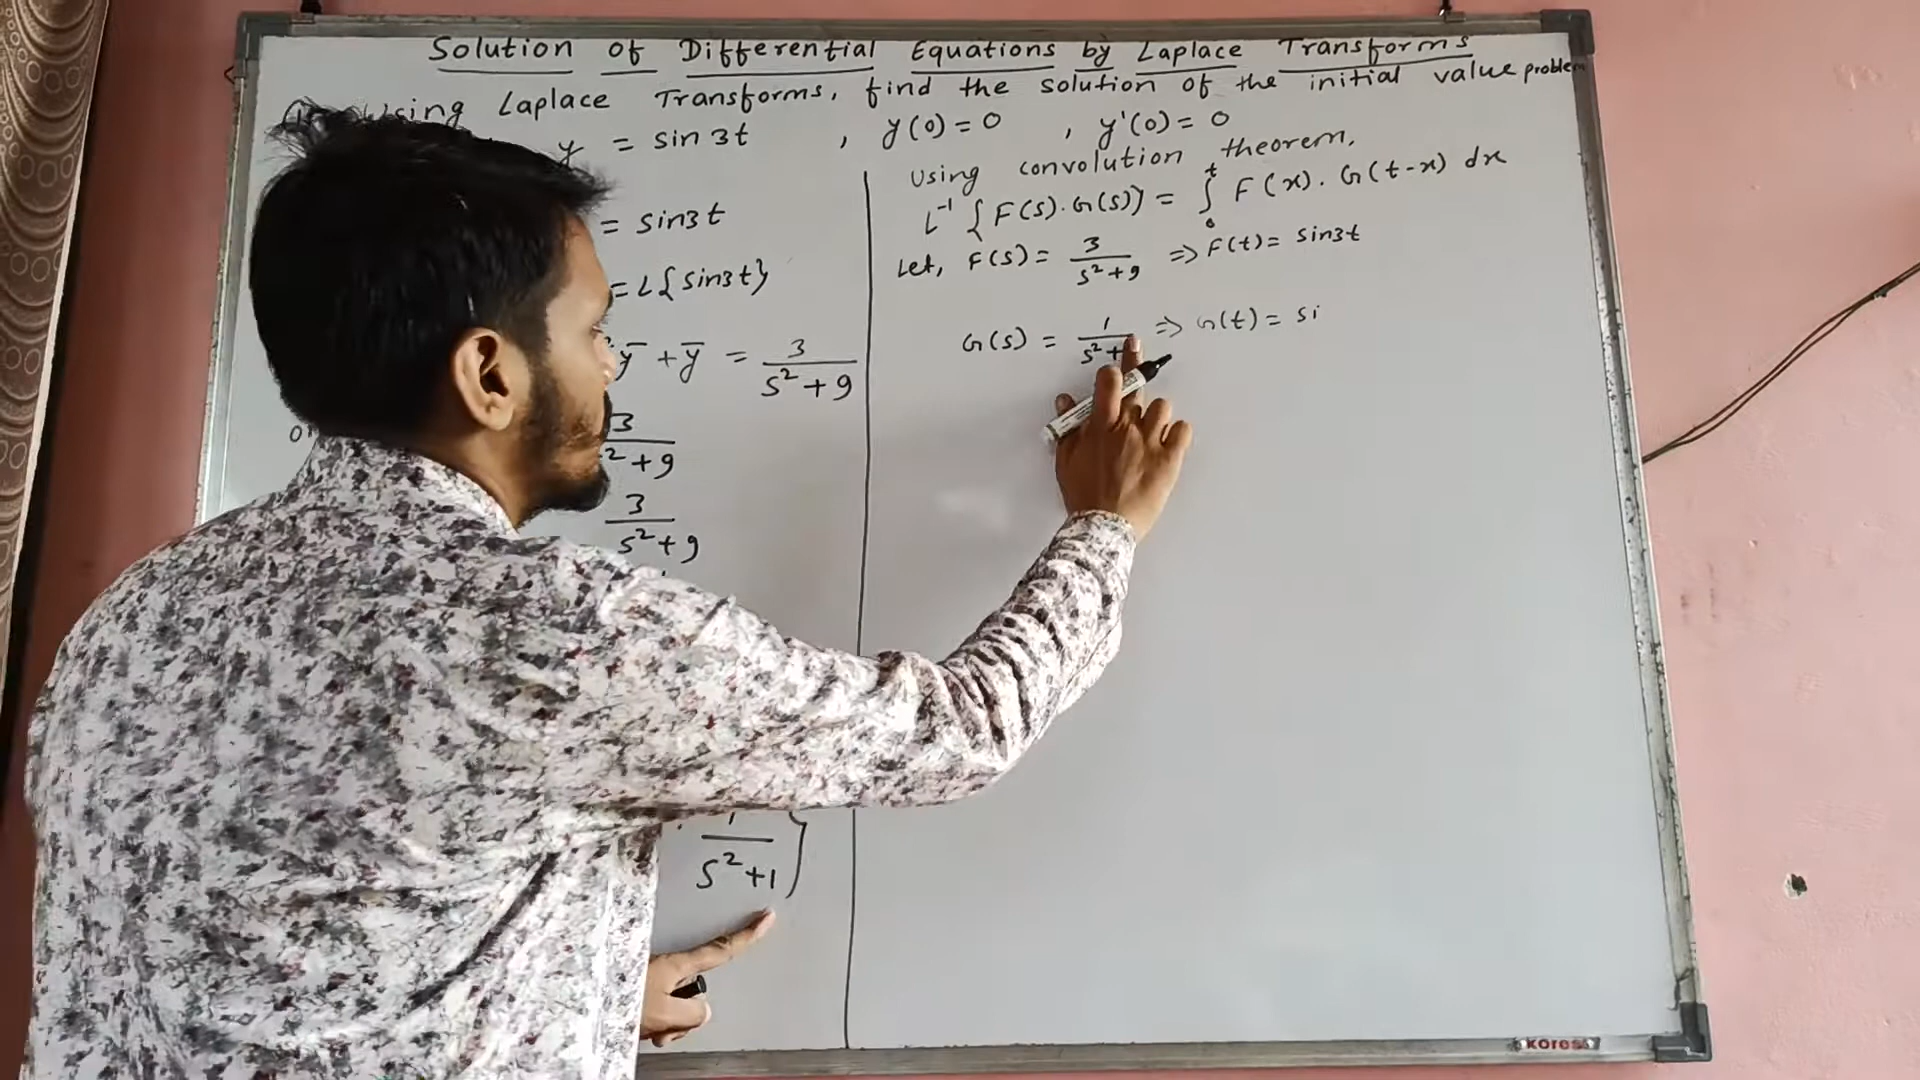 Solution of Differential Equations by Laplace Transforms
Using Laplace Transforms, find the solution of the initial value problem
y = sin 3t , y(0) = 0 , y'(0) = 0
= sin3t
= L{sin3t}
ȳ + ȳ = 3/(s²+9)
3/(s²+9)
3/(s²+9)
1/(s²+1)}
Using convolution theorem,
L⁻¹{F(s).G(s)} = ∫₀ᵗ F(x).G(t-x) dx
Let, F(s) = 3/(s²+9) => F(t) = sin3t
G(s) = 1/(s²+ => G(t) = si
kores